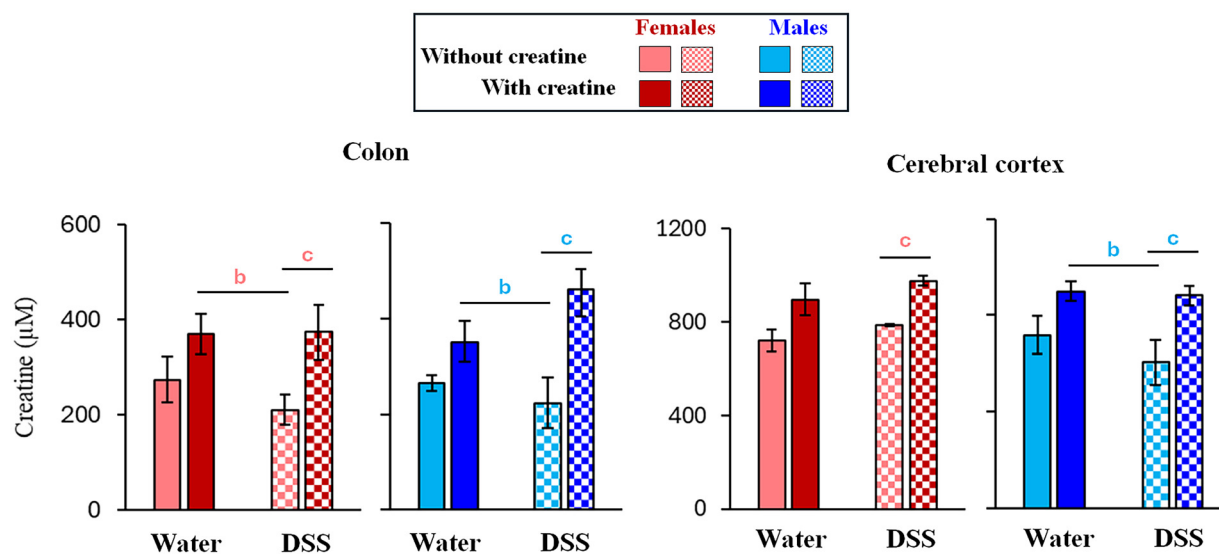 Females Males
Without creatine
With creatine
Colon
Cerebral cortex
Creatine (µM)
600
400
200
0
b
c
Water DSS
b
c
Water DSS
1200
800
400
0
c
Water DSS
b
c
Water DSS